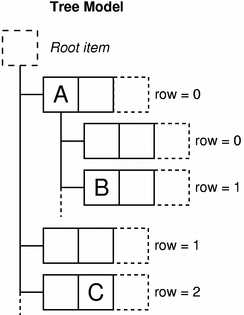 Tree Model
Root item
A row = 0
row = 0
B row = 1
row = 1
C row = 2